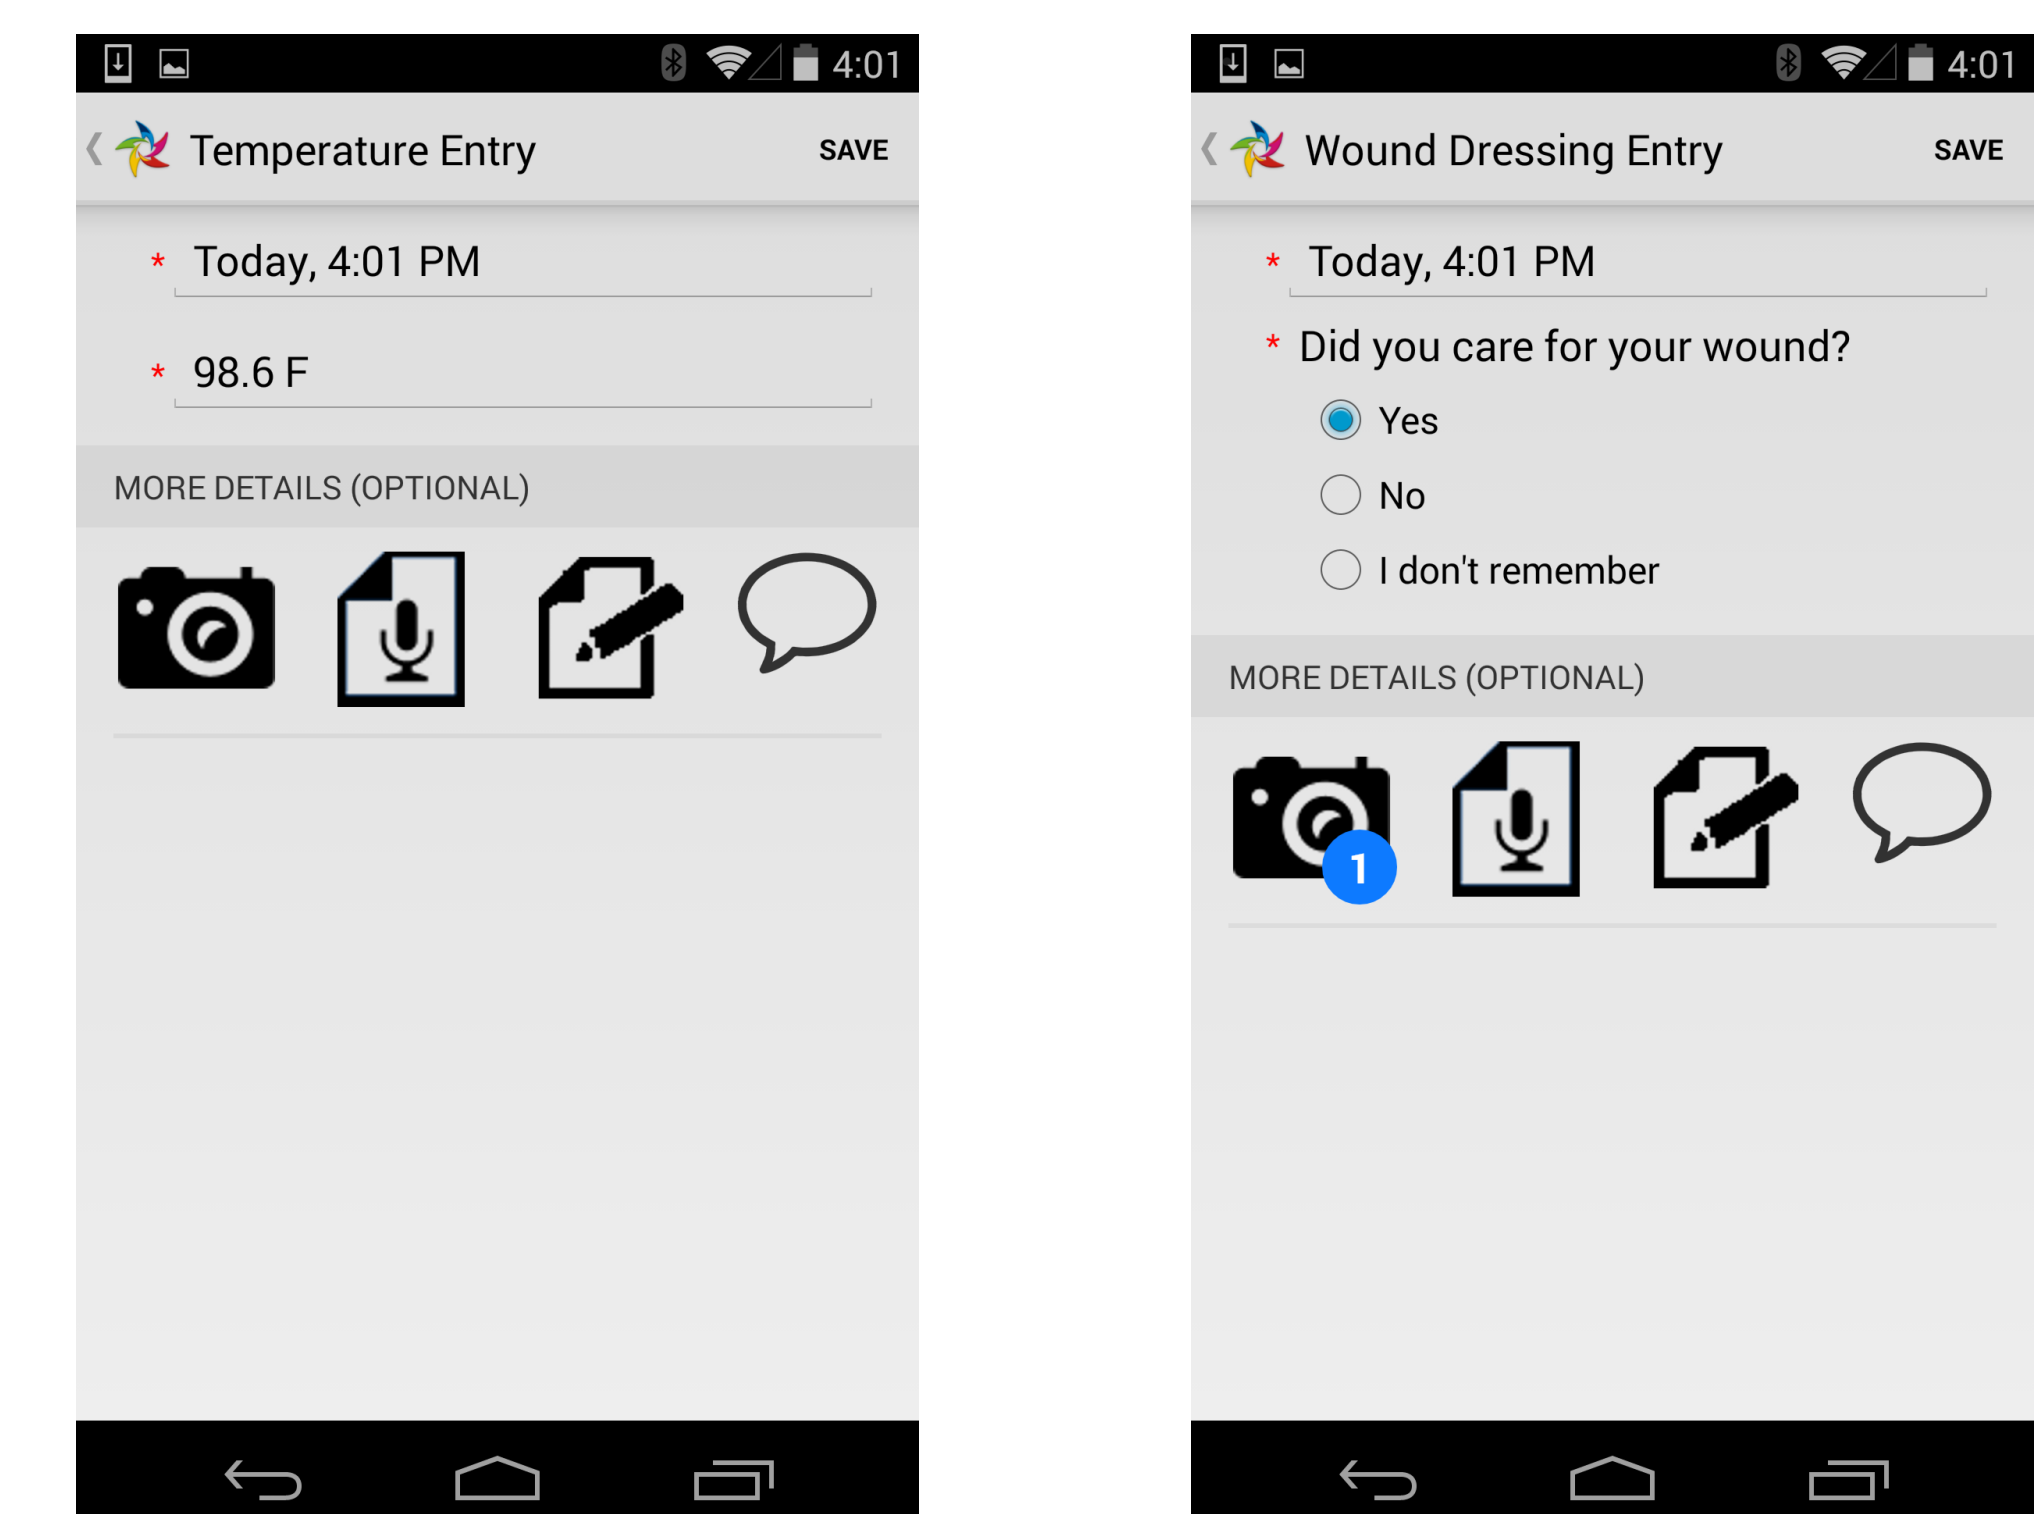 4:01
Temperature Entry SAVE
* Today, 4:01 PM
* 98.6 F
MORE DETAILS (OPTIONAL)
4:01
Wound Dressing Entry SAVE
* Today, 4:01 PM
* Did you care for your wound?
Yes
No
I don't remember
MORE DETAILS (OPTIONAL)
1